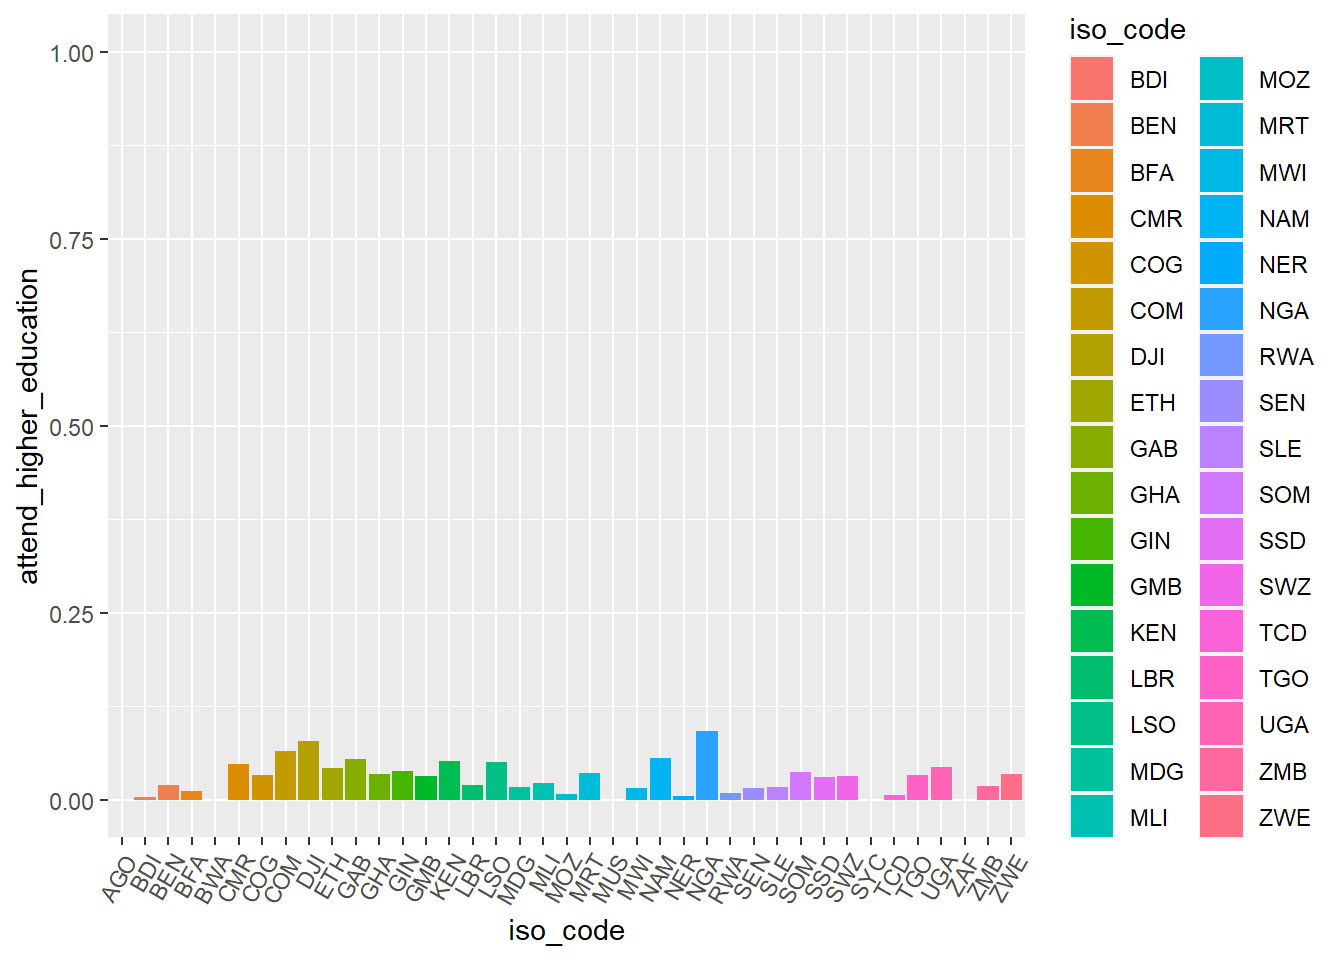 iso_code
BDI
BEN
BFA
CMR
COG
COM
DJI
ETH
GAB
GHA
GIN
GMB
KEN
LBR
LSO
MDG
MLI
MOZ
MRT
MWI
NAM
NER
NGA
RWA
SEN
SLE
SOM
SSD
SWZ
TCD
TGO
UGA
ZMB
ZWE
attend_higher_education
1.00
0.75
0.50
0.25
0.00
AGO
BDI
BEN
BFA
BWA
CMR
COG
COM
DJI
ETH
GAB
GHA
GIN
GMB
KEN
LBR
LSO
MDG
MLI
MOZ
MRT
MUS
MWI
NAM
NER
NGA
RWA
SEN
SLE
SOM
SSD
SWZ
SYC
TCD
TGO
UGA
ZAF
ZMB
ZWE
iso_code